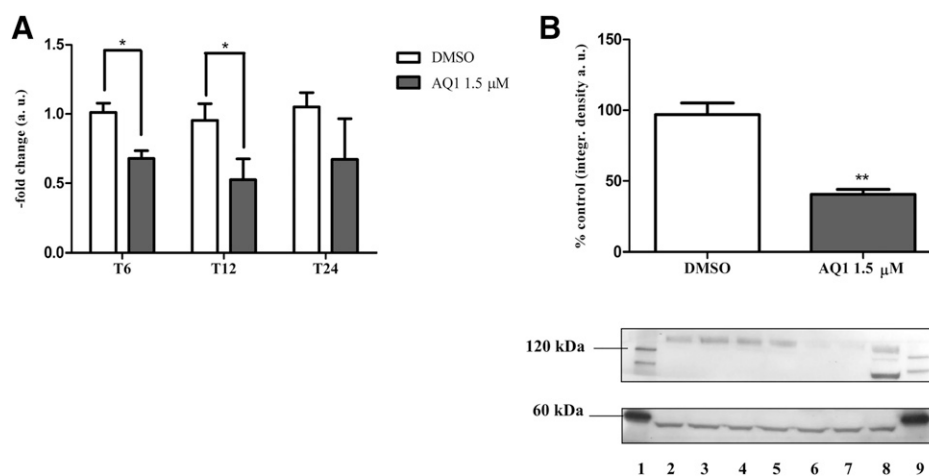 A
-fold change (a. u.)
1.5
1.0
0.5
0.0
*
*
T6
T12
T24
DMSO
AQ1 1.5 μM
B
% control (integr. density a. u.)
150
100
50
0
**
DMSO
AQ1 1.5 μM
120 kDa
60 kDa
1 2 3 4 5 6 7 8 9